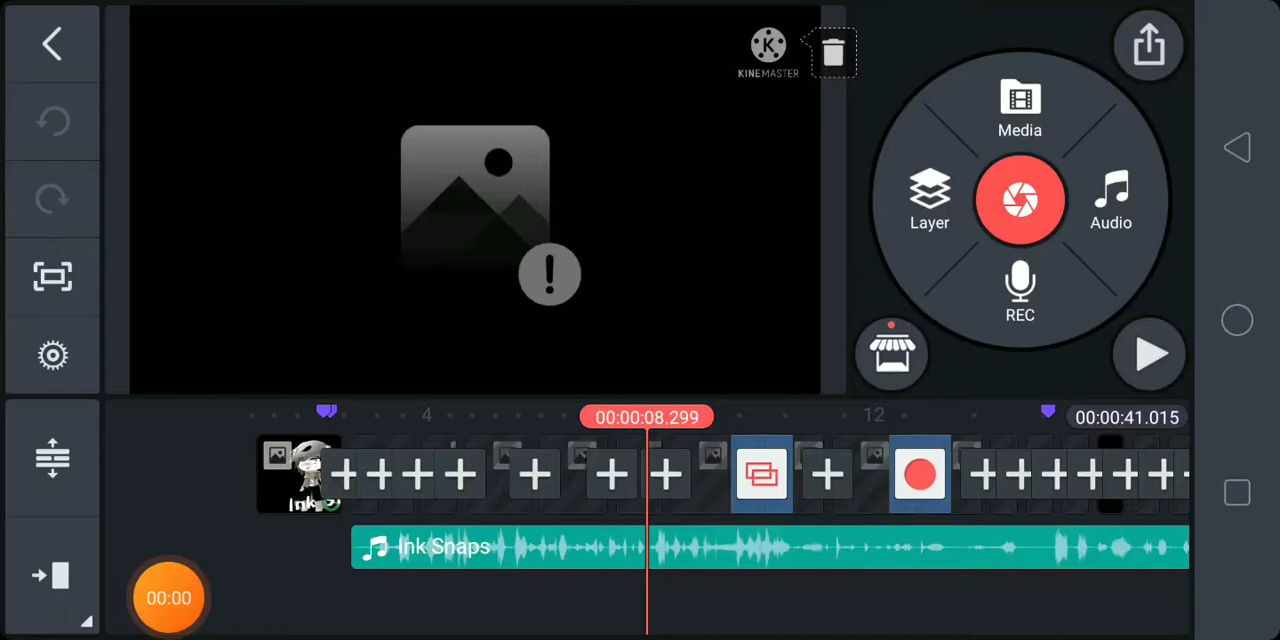 KINEMASTER
Media
Layer
Audio
REC
4
00:00:08.299
12
00:00:41.015
Ink
Ink Snaps
00:00